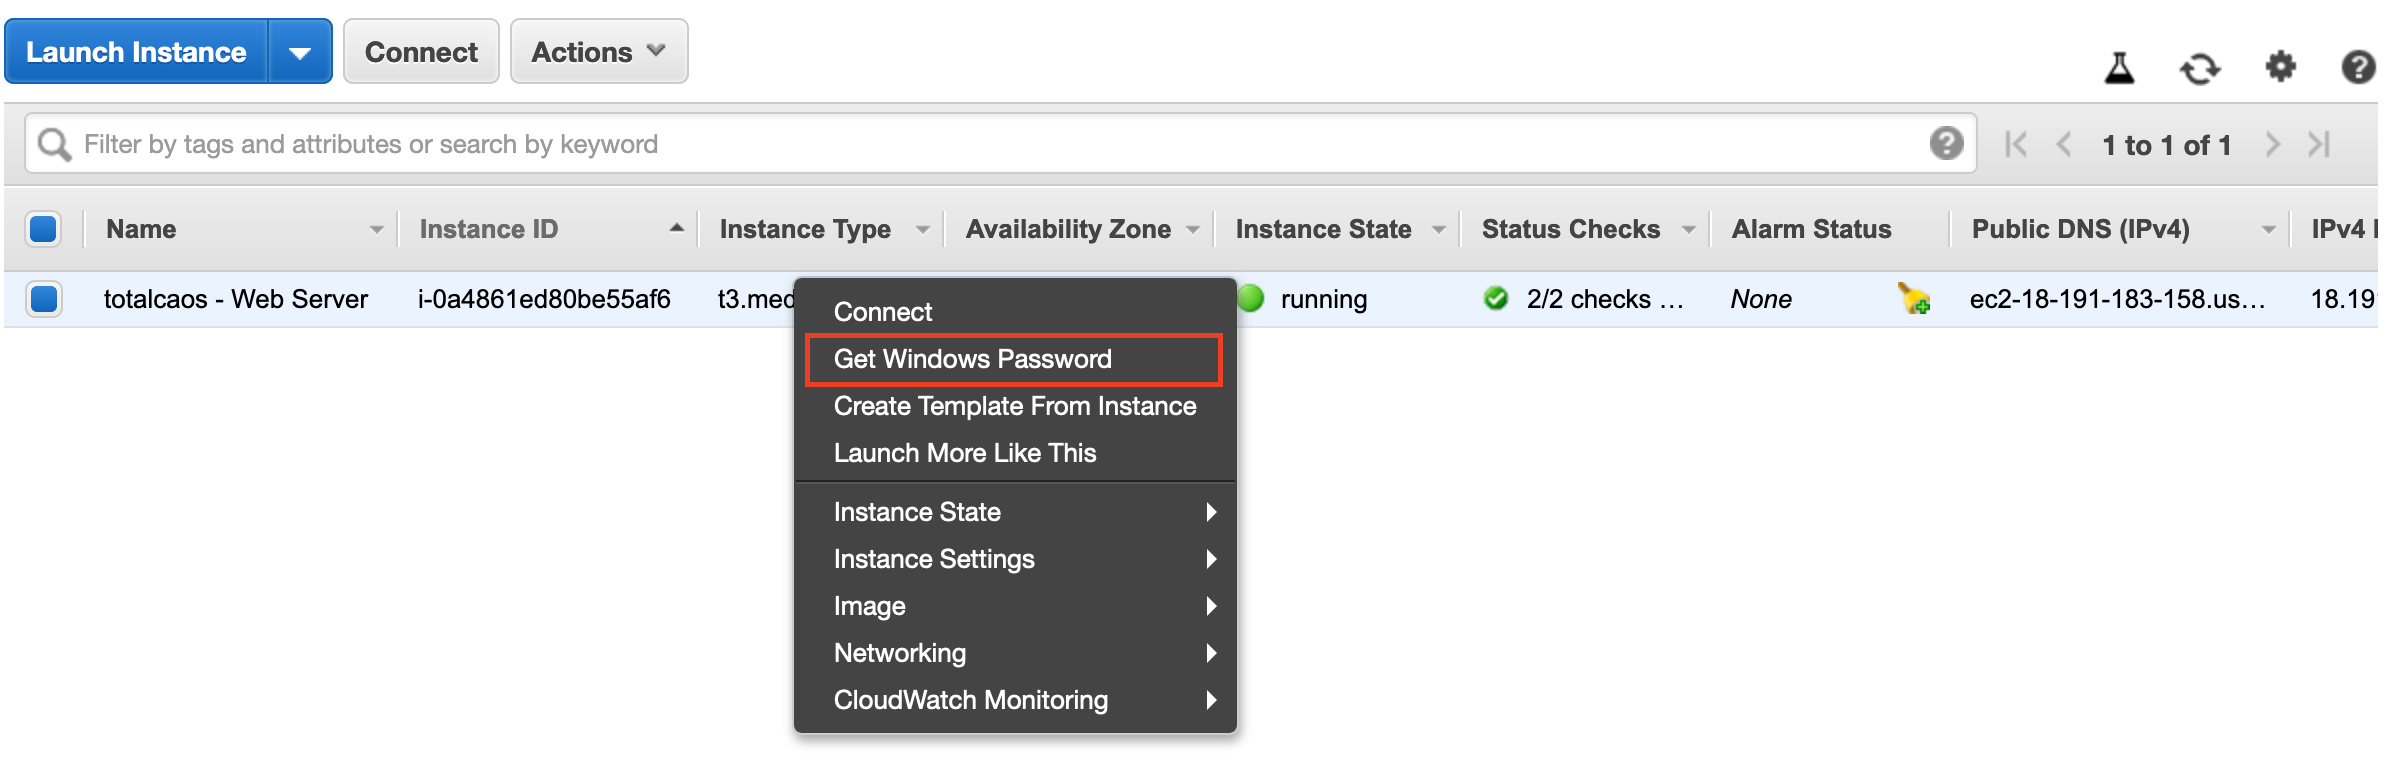 Launch Instance
Connect
Actions
Filter by tags and attributes or search by keyword
1 to 1 of 1
Name
Instance ID
Instance Type
Availability Zone
Instance State
Status Checks
Alarm Status
Public DNS (IPv4)
IPv4
totalcaos - Web Server
i-0a4861ed80be55af6
t3.med
running
2/2 checks ...
None
ec2-18-191-183-158.us...
18.19
Connect
Get Windows Password
Create Template From Instance
Launch More Like This
Instance State
Instance Settings
Image
Networking
CloudWatch Monitoring